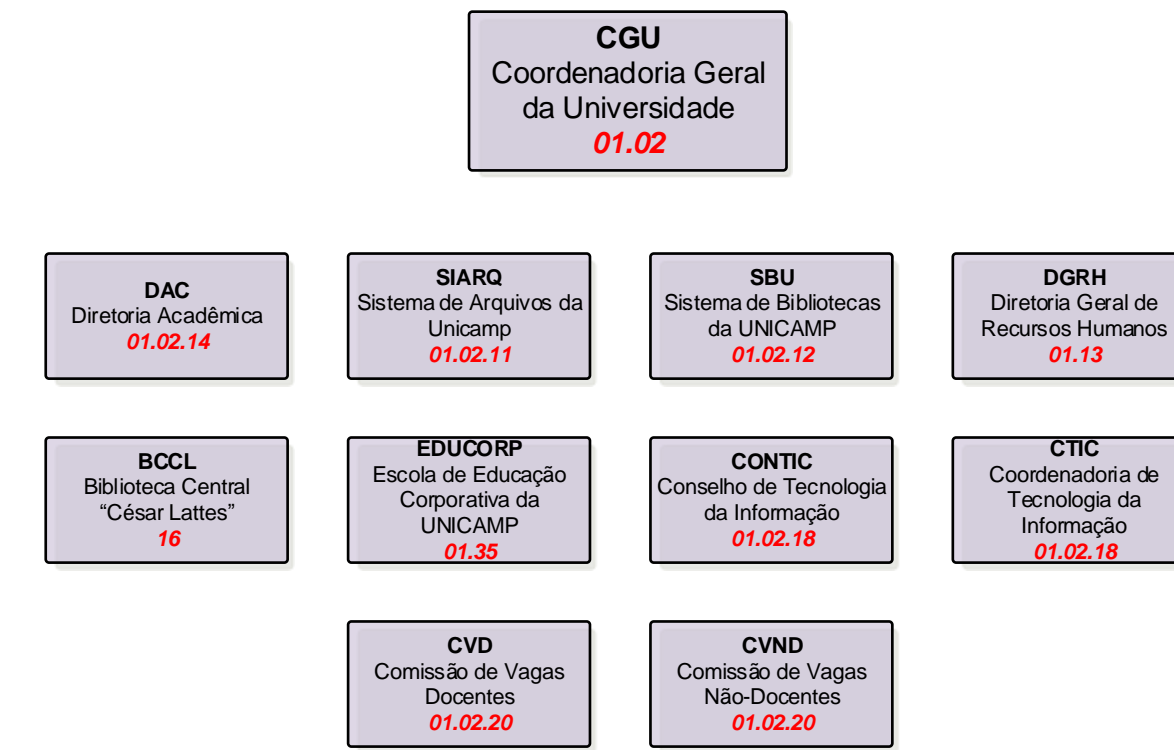 CGU
Coordenadoria Geral
da Universidade
01.02
DAC
Diretoria Acadêmica
01.02.14
SIARQ
Sistema de Arquivos da
Unicamp
01.02.11
SBU
Sistema de Bibliotecas
da UNICAMP
01.02.12
DGRH
Diretoria Geral de
Recursos Humanos
01.13
BCCL
Biblioteca Central
“César Lattes”
16
EDUCORP
Escola de Educação
Corporativa da
UNICAMP
01.35
CONTIC
Conselho de Tecnologia
da Informação
01.02.18
CTIC
Coordenadoria de
Tecnologia da
Informação
01.02.18
CVD
Comissão de Vagas
Docentes
01.02.20
CVND
Comissão de Vagas
Não-Docentes
01.02.20